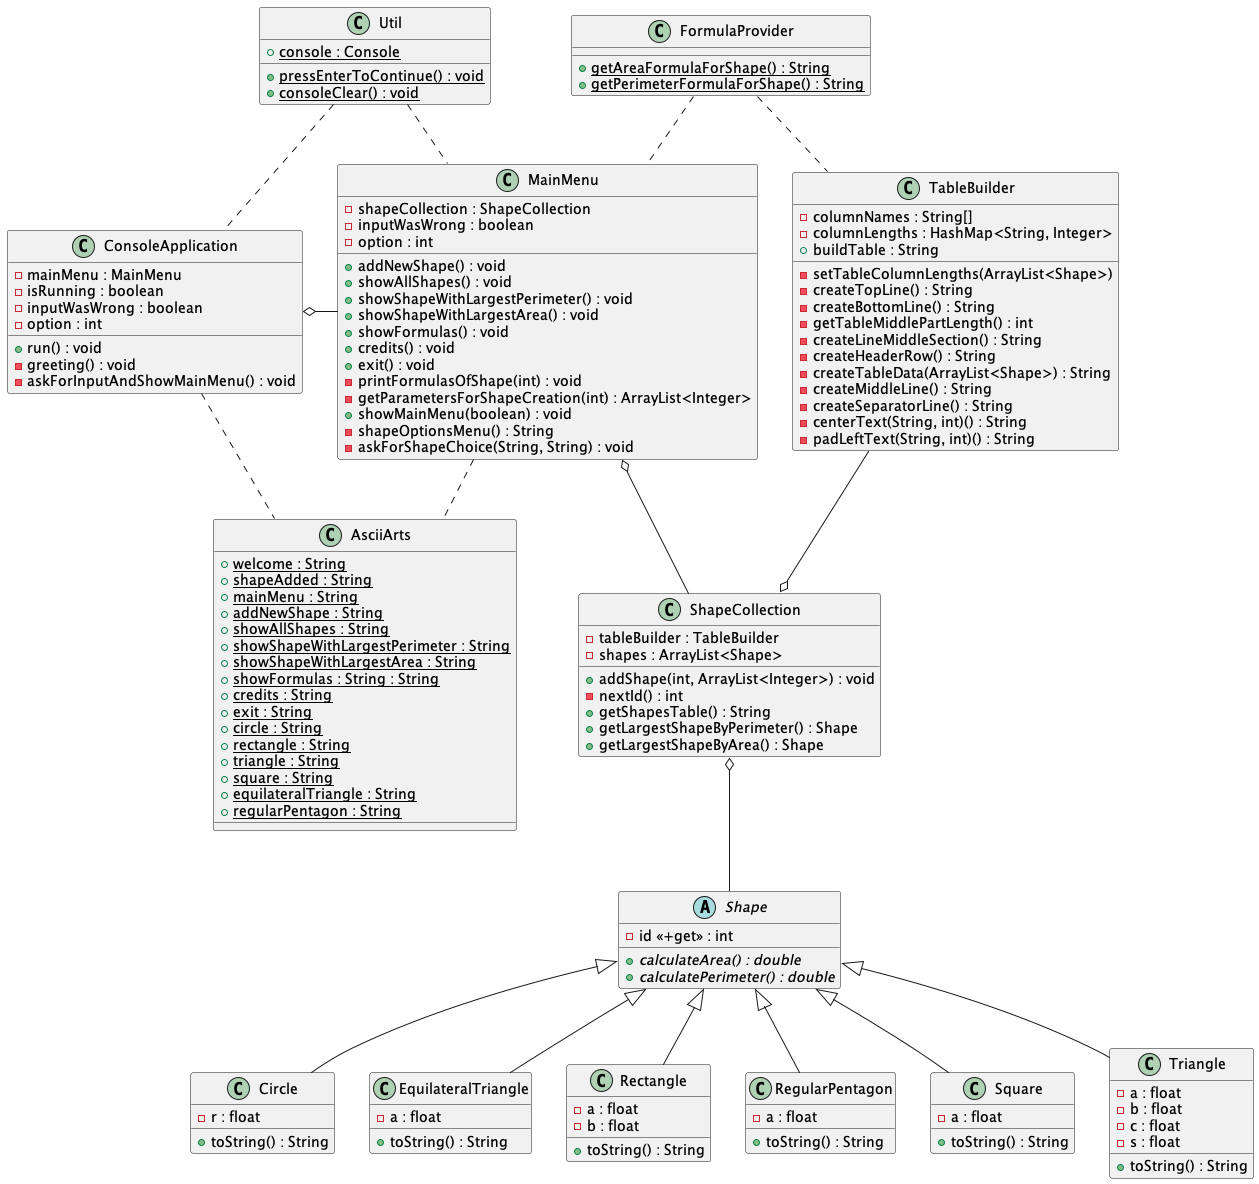 C Util
console : Console
pressEnterToContinue() : void
consoleClear() : void
C FormulaProvider
getAreaFormulaForShape() : String
getPerimeterFormulaForShape() : String
C ConsoleApplication
mainMenu : MainMenu
isRunning : boolean
inputWasWrong : boolean
option : int
run() : void
greeting() : void
askForInputAndShowMainMenu() : void
C MainMenu
shapeCollection : ShapeCollection
inputWasWrong : boolean
option : int
addNewShape() : void
showAllShapes() : void
showShapeWithLargestPerimeter() : void
showShapeWithLargestArea() : void
showFormulas() : void
credits() : void
exit() : void
printFormulasOfShape(int) : void
getParametersForShapeCreation(int) : ArrayList<Integer>
showMainMenu(boolean) : void
shapeOptionsMenu() : String
askForShapeChoice(String, String) : void
C TableBuilder
columnNames : String[]
columnLengths : HashMap<String, Integer>
buildTable : String
setTableColumnLengths(ArrayList<Shape>)
createTopLine() : String
createBottomLine() : String
getTableMiddlePartLength() : int
createLineMiddleSection() : String
createHeaderRow() : String
createTableData(ArrayList<Shape>) : String
createMiddleLine() : String
createSeparatorLine() : String
centerText(String, int)() : String
padLeftText(String, int)() : String
C AsciiArts
welcome : String
shapeAdded : String
mainMenu : String
addNewShape : String
showAllShapes : String
showShapeWithLargestPerimeter : String
showShapeWithLargestArea : String
showFormulas : String : String
credits : String
exit : String
circle : String
rectangle : String
triangle : String
square : String
equilateralTriangle : String
regularPentagon : String
C ShapeCollection
tableBuilder : TableBuilder
shapes : ArrayList<Shape>
addShape(int, ArrayList<Integer>) : void
nextId() : int
getShapesTable() : String
getLargestShapeByPerimeter() : Shape
getLargestShapeByArea() : Shape
A Shape
id «+get» : int
calculateArea() : double
calculatePerimeter() : double
C Circle
r : float
toString() : String
C EquilateralTriangle
a : float
toString() : String
C Rectangle
a : float
b : float
toString() : String
C RegularPentagon
a : float
toString() : String
C Square
a : float
toString() : String
C Triangle
a : float
b : float
c : float
s : float
toString() : String